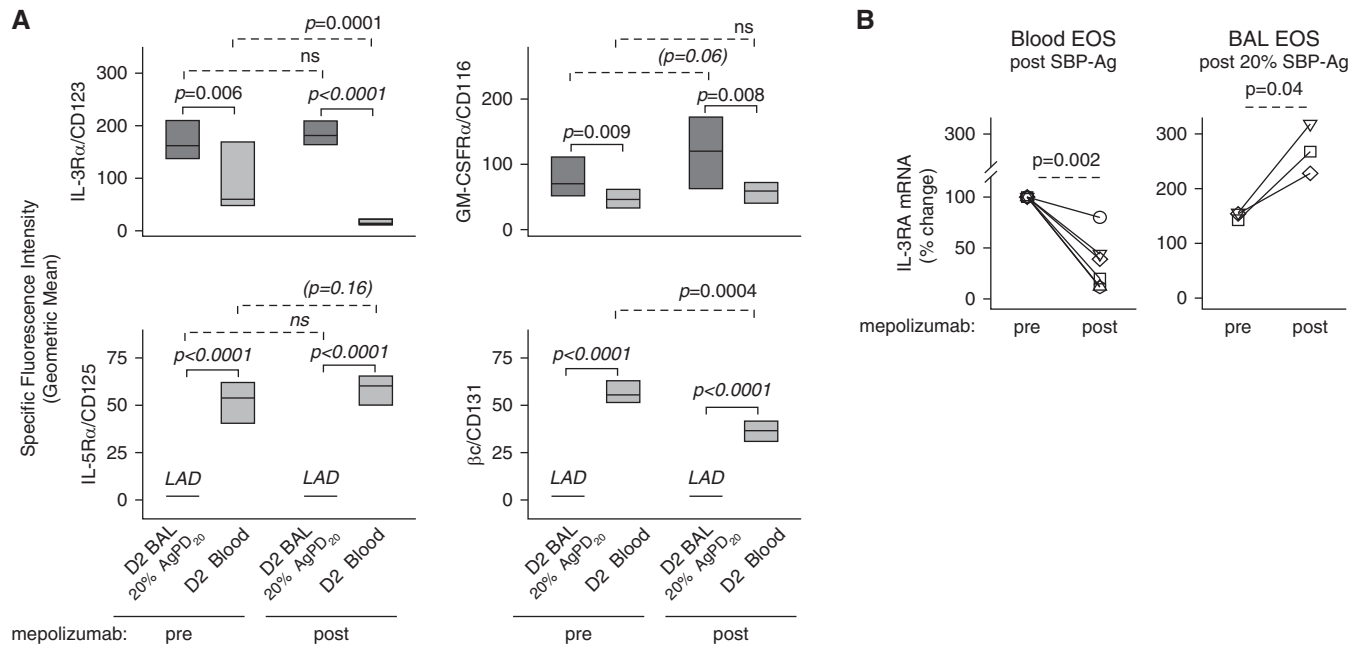 A
Specific Fluorescence Intensity
(Geometric Mean)
p=0.0001
ns
p=0.006
p<0.0001
IL-3Rα/CD123
300
200
100
0
ns
(p=0.06)
p=0.009
p=0.008
GM-CSFRα/CD116
200
100
0
(p=0.16)
ns
p<0.0001
p<0.0001
IL-5Rα/CD125
75
50
25
0
LAD
LAD
p=0.0004
p<0.0001
p<0.0001
βc/CD131
75
50
25
0
LAD
LAD
D2 BAL
20% AgPD20
D2 Blood
D2 BAL
20% AgPD20
D2 Blood
D2 BAL
20% AgPD20
D2 Blood
D2 BAL
20% AgPD20
D2 Blood
mepolizumab:
pre
post
pre
post
B
Blood EOS
post SBP-Ag
p=0.002
IL-3RA mRNA
(% change)
300
100
50
0
BAL EOS
post 20% SBP-Ag
p=0.04
300
200
100
0
mepolizumab:
pre
post
pre
post